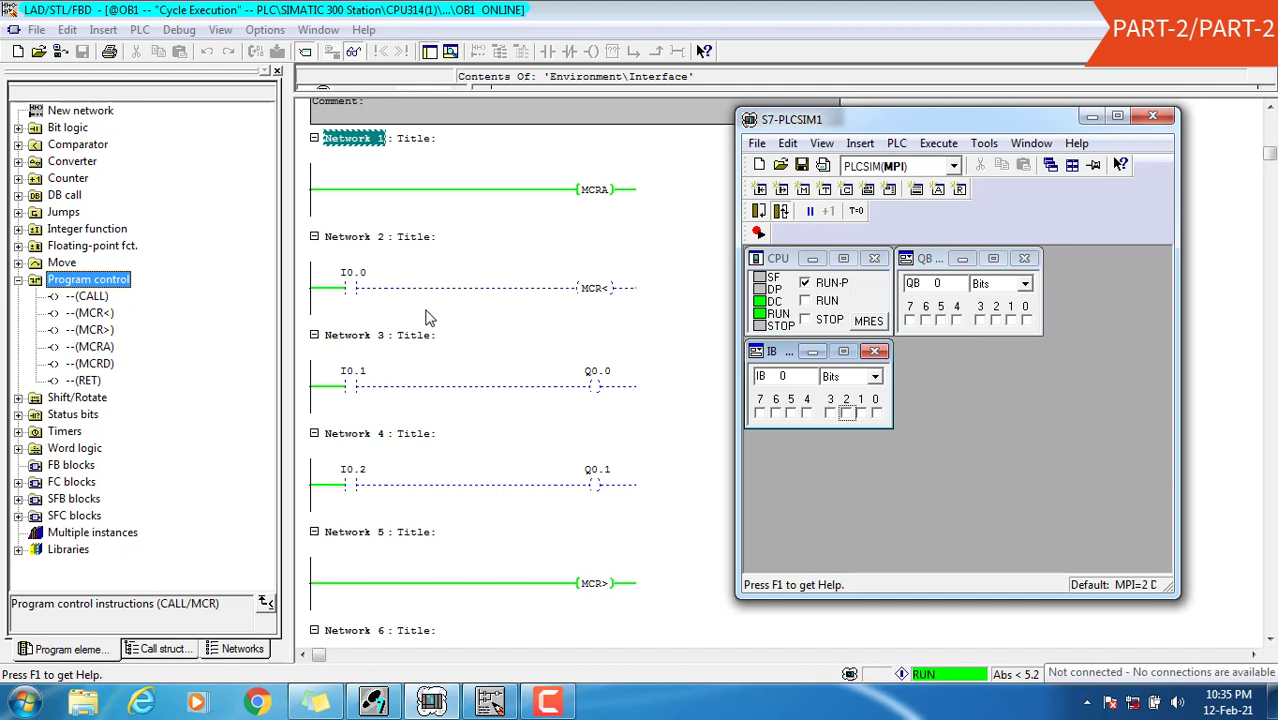 LAD/STL/FBD - [@OB1 -- "Cycle Execution" -- PLC\SIMATIC 300 Station\CPU314(1)\...\OB1 ONLINE]
PART-2/PART-2
File Edit Insert PLC Debug View Options Window Help
Contents Of: 'Environment\Interface'
New network
Bit logic
Comparator
Converter
Counter
DB call
Jumps
Integer function
Floating-point fct.
Move
Program control
--(CALL)
--(MCR<)
--(MCR>)
--(MCRA)
--(MCRD)
--(RET)
Shift/Rotate
Status bits
Timers
Word logic
FB blocks
FC blocks
SFB blocks
SFC blocks
Multiple instances
Libraries
Program control instructions (CALL/MCR)
Program eleme... Call struct... Networks
Comment:
Network 1 : Title:
MCRA
Network 2 : Title:
I0.0
MCR<
Network 3 : Title:
I0.1 Q0.0
Network 4 : Title:
I0.2 Q0.1
Network 5 : Title:
MCR>
Network 6 : Title:
S7-PLCSIM1
File Edit View Insert PLC Execute Tools Window Help
PLCSIM(MPI)
+1 T=0
CPU
SF
DP
DC
RUN
STOP
RUN-P
RUN
STOP MRES
QB ...
QB 0 Bits
7 6 5 4 3 2 1 0
IB ...
IB 0 Bits
7 6 5 4 3 2 1 0
Press F1 to get Help. Default: MPI=2 D
Press F1 to get Help. RUN Abs < 5.2
Not connected - No connections are available
10:35 PM
12-Feb-21